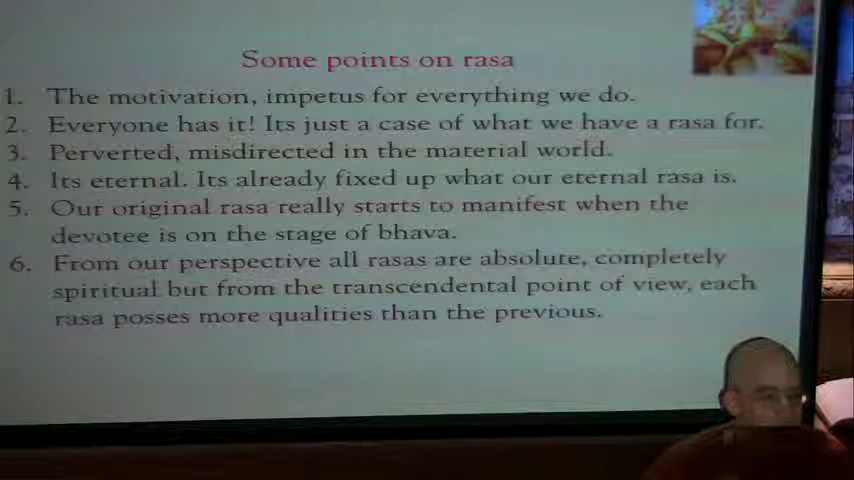 Some points on rasa
1. The motivation, impetus for everything we do.
2. Everyone has it! Its just a case of what we have a rasa for.
3. Perverted, misdirected in the material world.
4. Its eternal. Its already fixed up what our eternal rasa is.
5. Our original rasa really starts to manifest when the
devotee is on the stage of bhava.
6. From our perspective all rasas are absolute, completely
spiritual but from the transcendental point of view, each
rasa posses more qualities than the previous.